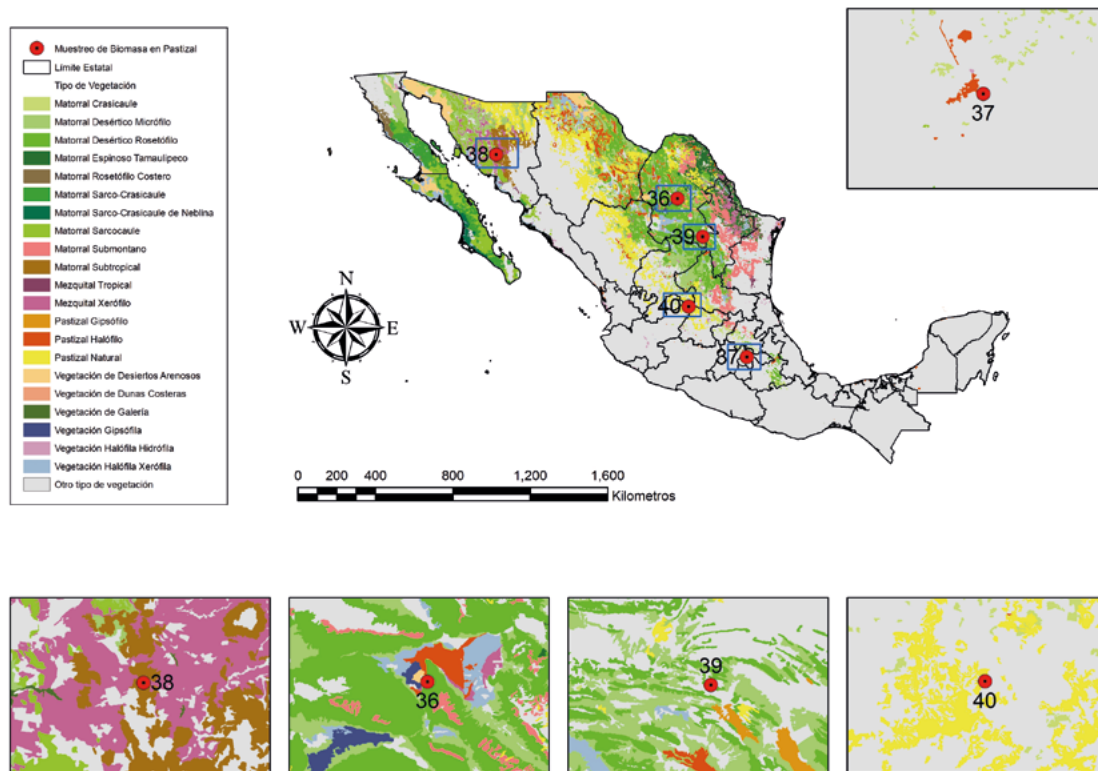 Muestreo de Biomasa en Pastizal
Límite Estatal
Tipo de Vegetación
Matorral Crasicaule
Matorral Desértico Micrófilo
Matorral Desértico Rosetófilo
Matorral Espinoso Tamaulipeco
Matorral Rosetófilo Costero
Matorral Sarco-Crasicaule
Matorral Sarco-Crasicaule de Neblina
Matorral Sarcocaule
Matorral Submontano
Matorral Subtropical
Mezquital Tropical
Mezquital Xerófilo
Pastizal Gipsófilo
Pastizal Halófilo
Pastizal Natural
Vegetación de Desiertos Arenosos
Vegetación de Dunas Costeras
Vegetación de Galería
Vegetación Gipsófila
Vegetación Halófila Hidrófila
Vegetación Halófila Xerófila
Otro tipo de vegetación
38
36
39
40
37
N
W E
S
0 200 400 800 1,200 1,600
Kilometros
37
38
36
39
40